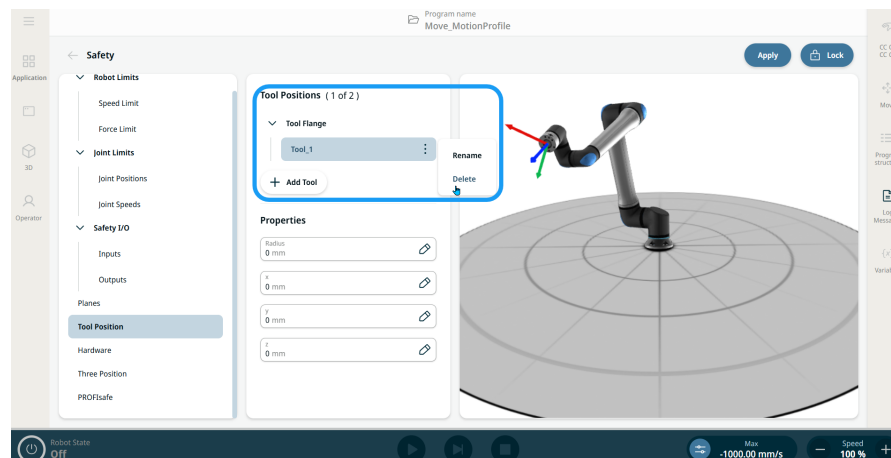 Program name
Move_MotionProfile
Safety
Apply
Lock
Application
3D
Operator
Robot Limits
Speed Limit
Force Limit
Joint Limits
Joint Positions
Joint Speeds
Safety I/O
Inputs
Outputs
Planes
Tool Position
Hardware
Three Position
PROFIsafe
Tool Positions ( 1 of 2 )
Tool Flange
Tool_1
Add Tool
Rename
Delete
Properties
Radius
0 mm
x
0 mm
y
0 mm
z
0 mm
Robot State
Off
Max
-1000.00 mm/s
Speed
100 %